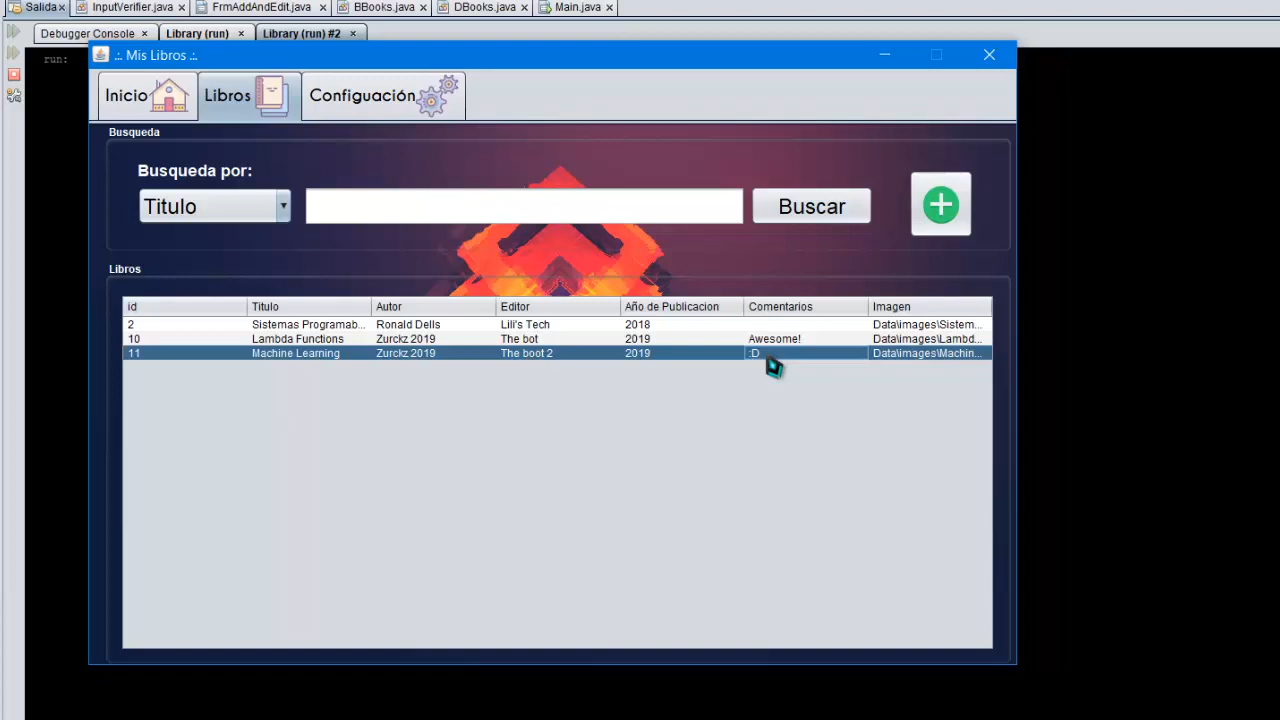 Salida InputVerifier.java FrmAddAndEdit.java BBooks.java DBooks.java Main.java
Debugger Console Library (run) Library (run) #2
run:
.:. Mis Libros .:.
Inicio Libros Configuación
Busqueda
Busqueda por:
Titulo Buscar
Libros
id Titulo Autor Editor Año de Publicacion Comentarios Imagen
2 Sistemas Programab... Ronald Dells Lili's Tech 2018 Data\images\Sistem...
10 Lambda Functions Zurckz 2019 The bot 2019 Awesome! Data\images\Lambd...
11 Machine Learning Zurckz 2019 The boot 2 2019 :D Data\images\Machin...